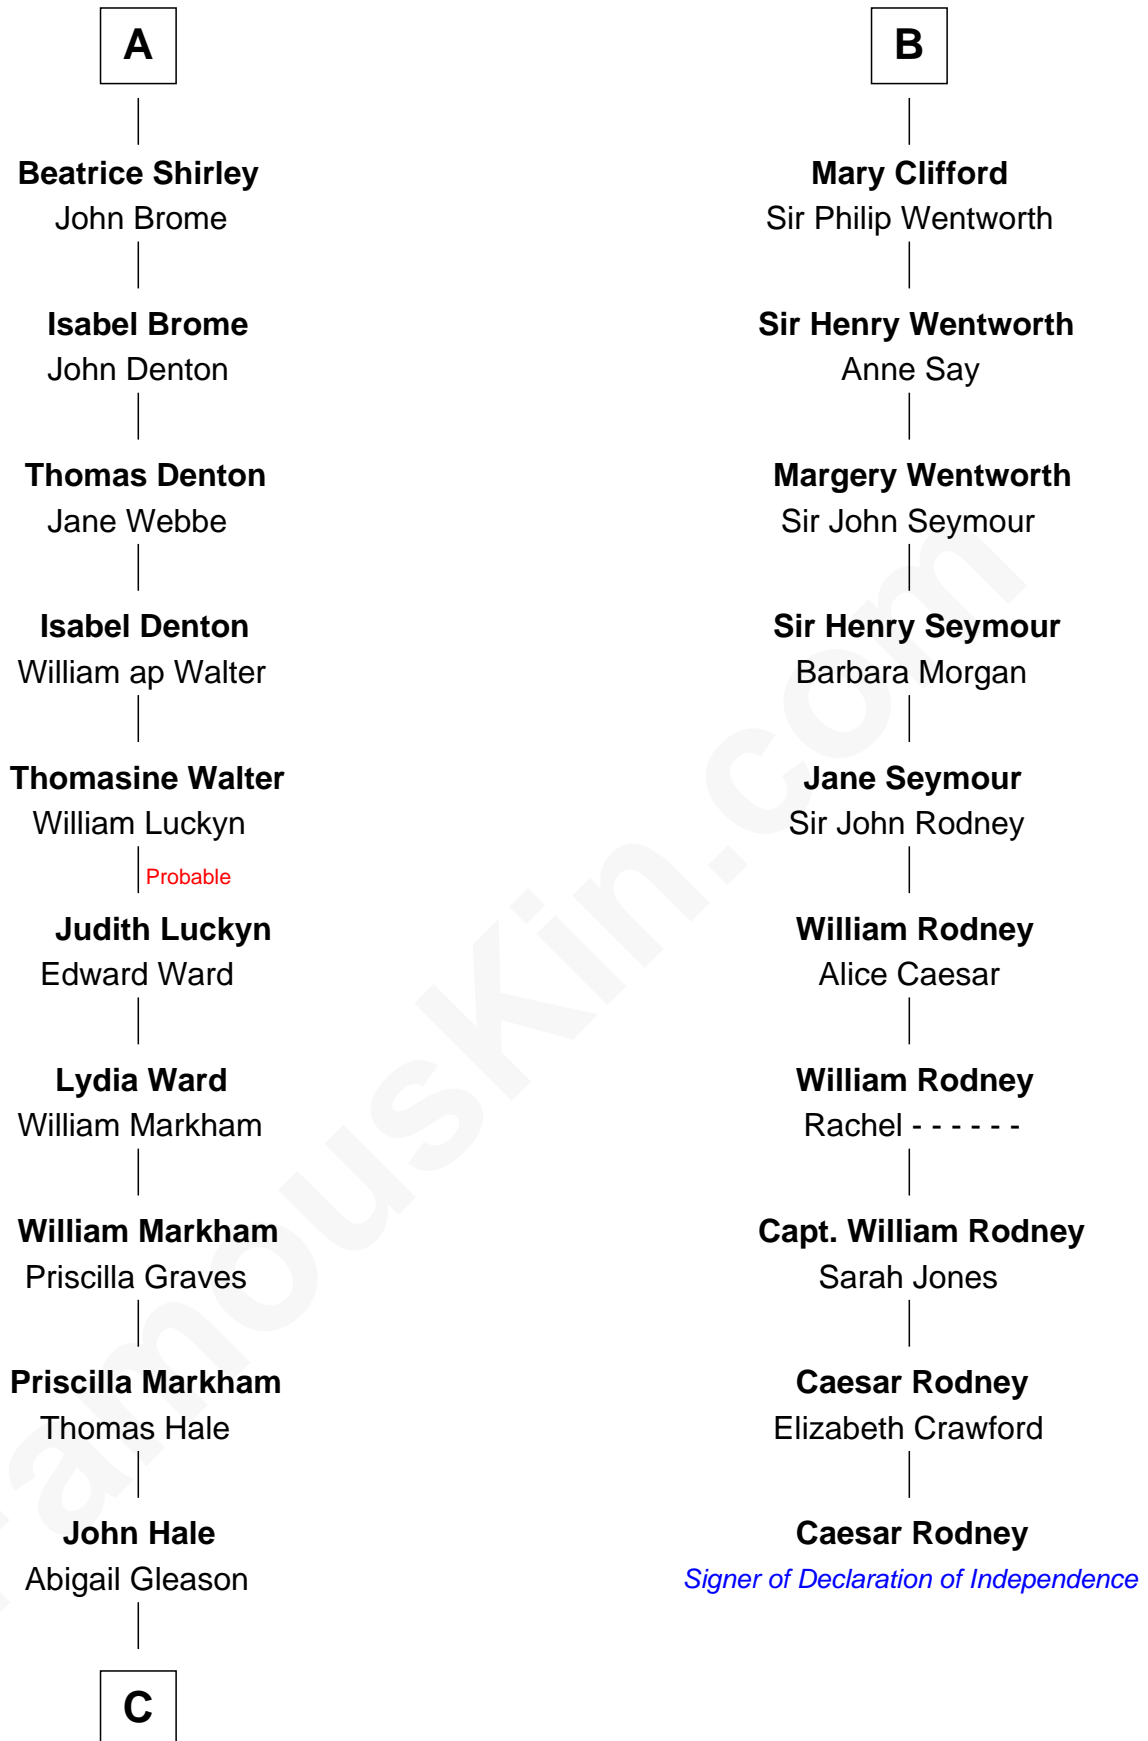 A
Beatrice Shirley
John Brome
Isabel Brome
John Denton
Thomas Denton
Jane Webbe
Isabel Denton
William ap Walter
Thomasine Walter
William Luckyn
Probable
Judith Luckyn
Edward Ward
Lydia Ward
William Markham
William Markham
Priscilla Graves
Priscilla Markham
Thomas Hale
John Hale
Abigail Gleason
C
B
Mary Clifford
Sir Philip Wentworth
Sir Henry Wentworth
Anne Say
Margery Wentworth
Sir John Seymour
Sir Henry Seymour
Barbara Morgan
Jane Seymour
Sir John Rodney
William Rodney
Alice Caesar
William Rodney
Rachel - - - - - -
Capt. William Rodney
Sarah Jones
Caesar Rodney
Elizabeth Crawford
Caesar Rodney
Signer of Declaration of Independence
FamousKin.com